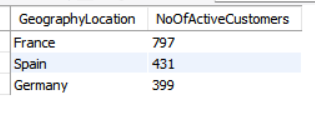 GeographyLocation NoOfActiveCustomers
France 797
Spain 431
Germany 399